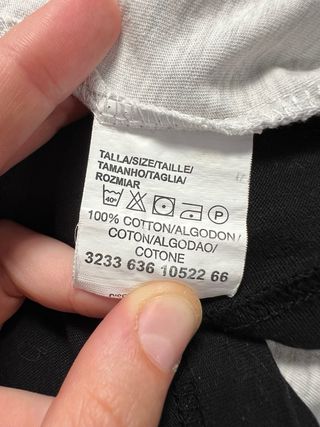 TALLA/SIZE/TAILLE/
TAMANHO/TAGLIA/
ROZMIAR
40° P
100% COTTON/ALGODON/
COTON/ALGODAO/
COTONE
3233 636 10522 66